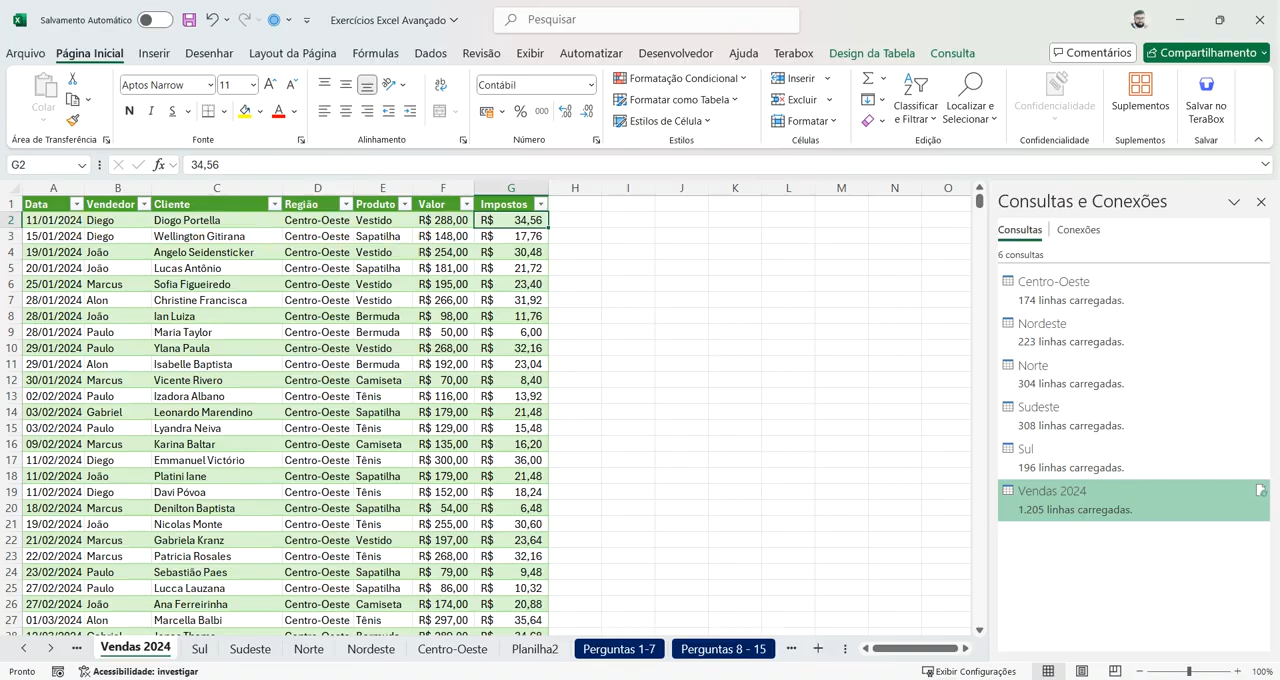 Salvamento Automático
Exercícios Excel Avançado
Pesquisar
Arquivo Página Inicial Inserir Desenhar Layout da Página Fórmulas Dados Revisão Exibir Automatizar Desenvolvedor Ajuda Terabox Design da Tabela Consulta Comentários Compartilhamento
Colar
Aptos Narrow 11
N I S
Contábil
% 000
Formatação Condicional
Formatar como Tabela
Estilos de Célula
Inserir
Excluir
Formatar
Classificar e Filtrar
Localizar e Selecionar
Confidencialidade
Suplementos
Salvar no TeraBox
Área de Transferência Fonte Alinhamento Número Estilos Células Edição Confidencialidade Suplementos Salvar
G2 fx 34,56
A B C D E F G H I J K L M N O
1 Data Vendedor Cliente Região Produto Valor Impostos
2 11/01/2024 Diego Diogo Portella Centro-Oeste Vestido R$ 288,00 R$ 34,56
3 15/01/2024 Diego Wellington Gitirana Centro-Oeste Sapatilha R$ 148,00 R$ 17,76
4 19/01/2024 João Angelo Seidensticker Centro-Oeste Vestido R$ 254,00 R$ 30,48
5 20/01/2024 João Lucas Antônio Centro-Oeste Sapatilha R$ 181,00 R$ 21,72
6 25/01/2024 Marcus Sofia Figueiredo Centro-Oeste Vestido R$ 195,00 R$ 23,40
7 28/01/2024 Alon Christine Francisca Centro-Oeste Vestido R$ 266,00 R$ 31,92
8 28/01/2024 João Ian Luiza Centro-Oeste Bermuda R$ 98,00 R$ 11,76
9 28/01/2024 Paulo Maria Taylor Centro-Oeste Bermuda R$ 50,00 R$ 6,00
10 29/01/2024 Paulo Ylana Paula Centro-Oeste Vestido R$ 268,00 R$ 32,16
11 29/01/2024 Alon Isabelle Baptista Centro-Oeste Bermuda R$ 192,00 R$ 23,04
12 30/01/2024 Marcus Vicente Rivero Centro-Oeste Camiseta R$ 70,00 R$ 8,40
13 02/02/2024 Paulo Izadora Albano Centro-Oeste Tênis R$ 116,00 R$ 13,92
14 03/02/2024 Gabriel Leonardo Marendino Centro-Oeste Sapatilha R$ 179,00 R$ 21,48
15 03/02/2024 Paulo Lyandra Neiva Centro-Oeste Tênis R$ 129,00 R$ 15,48
16 09/02/2024 Marcus Karina Baltar Centro-Oeste Camiseta R$ 135,00 R$ 16,20
17 11/02/2024 Diego Emmanuel Victório Centro-Oeste Tênis R$ 300,00 R$ 36,00
18 11/02/2024 João Platini Iane Centro-Oeste Sapatilha R$ 179,00 R$ 21,48
19 11/02/2024 Diego Davi Póvoa Centro-Oeste Tênis R$ 152,00 R$ 18,24
20 18/02/2024 Marcus Denilton Baptista Centro-Oeste Sapatilha R$ 54,00 R$ 6,48
21 19/02/2024 João Nicolas Monte Centro-Oeste Tênis R$ 255,00 R$ 30,60
22 21/02/2024 Marcus Gabriela Kranz Centro-Oeste Vestido R$ 197,00 R$ 23,64
23 22/02/2024 Marcus Patricia Rosales Centro-Oeste Tênis R$ 268,00 R$ 32,16
24 23/02/2024 Paulo Sebastião Paes Centro-Oeste Sapatilha R$ 79,00 R$ 9,48
25 27/02/2024 Paulo Lucca Lauzana Centro-Oeste Sapatilha R$ 86,00 R$ 10,32
26 27/02/2024 João Ana Ferreirinha Centro-Oeste Camiseta R$ 174,00 R$ 20,88
27 01/03/2024 Alon Marcella Balbi Centro-Oeste Tênis R$ 297,00 R$ 35,64
Consultas e Conexões
Consultas Conexões
6 consultas
Centro-Oeste
174 linhas carregadas.
Nordeste
223 linhas carregadas.
Norte
304 linhas carregadas.
Sudeste
308 linhas carregadas.
Sul
196 linhas carregadas.
Vendas 2024
1.205 linhas carregadas.
Vendas 2024 Sul Sudeste Norte Nordeste Centro-Oeste Planilha2 Perguntas 1-7 Perguntas 8 - 15
Pronto Acessibilidade: investigar Exibir Configurações 100%